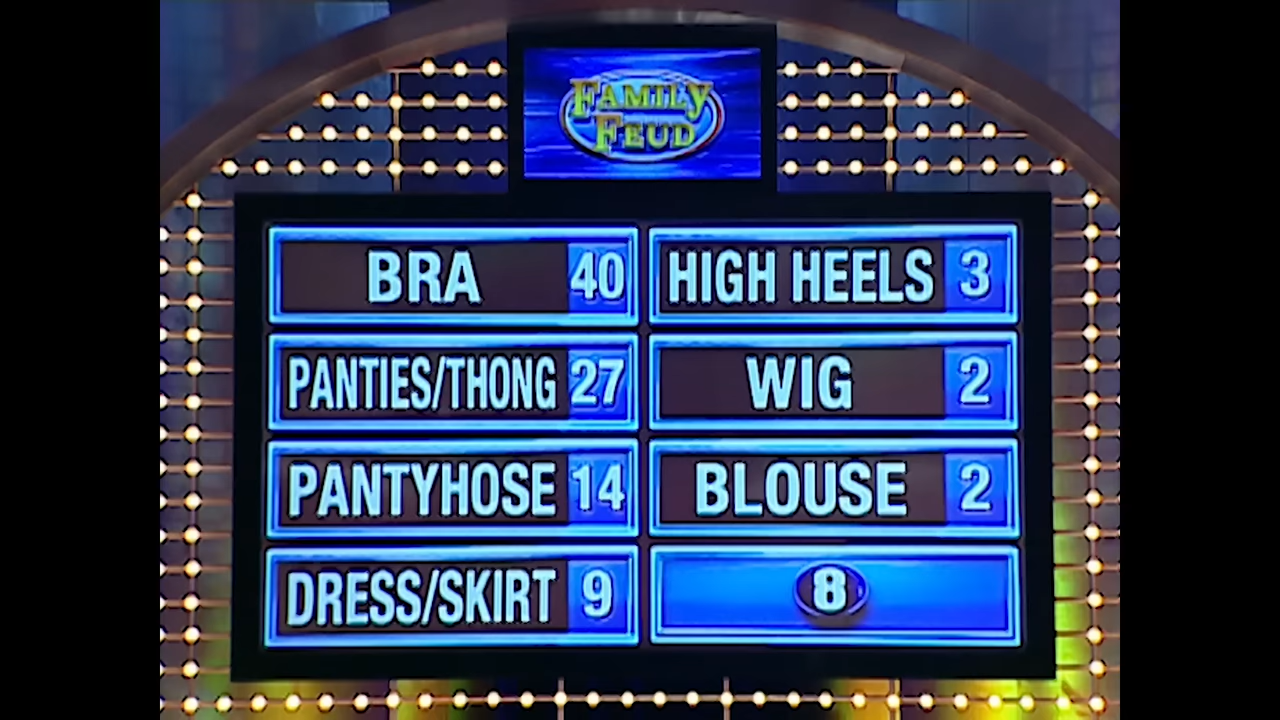 FAMILY
FEUD
BRA 40
PANTIES/THONG 27
PANTYHOSE 14
DRESS/SKIRT 9
HIGH HEELS 3
WIG 2
BLOUSE 2
8